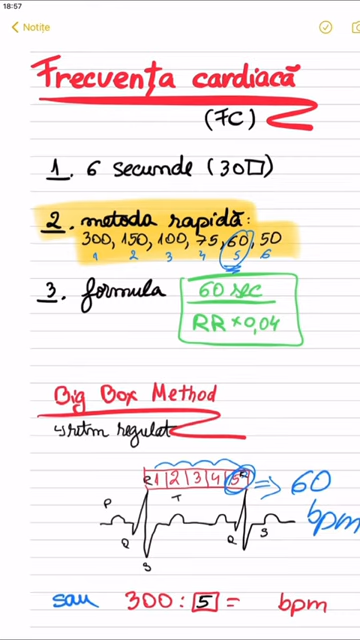 18:57
Notițe
Frecvența cardiacă
(FC)
1. 6 secunde (30□)
2. metoda rapidă:
300, 150, 100, 75, 60, 50
1 2 3 4 5 6
3. formula
60 sec
RR × 0,04
Big Box Method
↳ ritm regulat
R 1 2 3 4 5 R
⇒ 60
bpm
P T
Q Q S
S
sau 300 : 5 = bpm